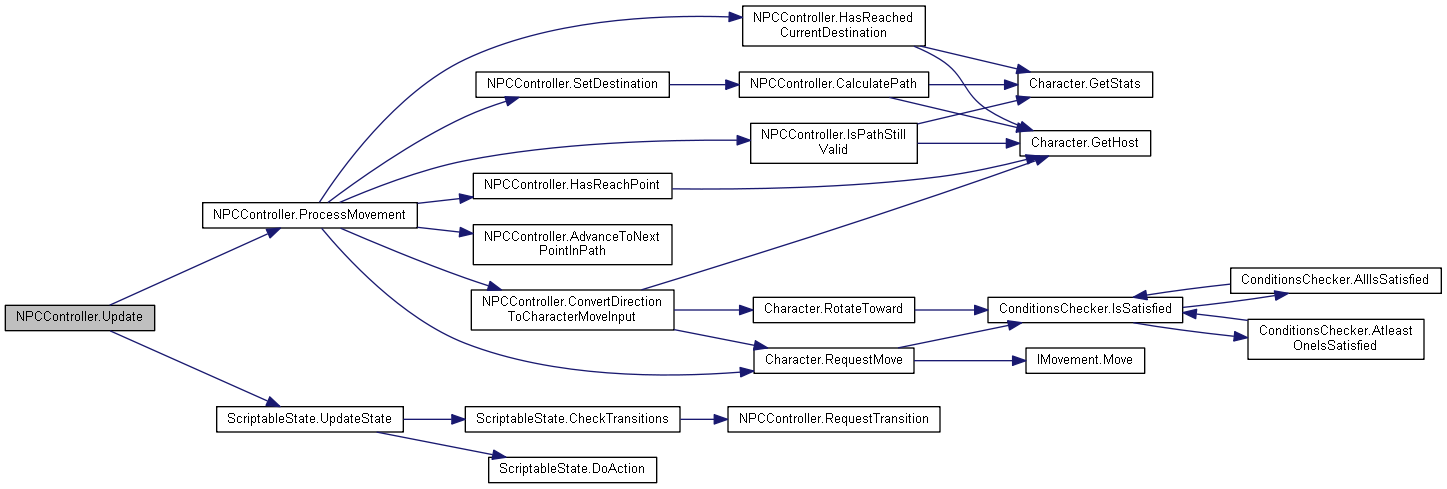 NPCController.HasReached
CurrentDestination
NPCController.SetDestination
NPCController.CalculatePath
Character.GetStats
NPCController.IsPathStill
Valid
Character.GetHost
NPCController.HasReachPoint
NPCController.ProcessMovement
NPCController.AdvanceToNext
PointInPath
NPCController.Update
NPCController.ConvertDirection
ToCharacterMoveInput
Character.RotateToward
ConditionsChecker.IsSatisfied
ConditionsChecker.AllIsSatisfied
ConditionsChecker.Atleast
OneIsSatisfied
Character.RequestMove
IMovement.Move
ScriptableState.UpdateState
ScriptableState.CheckTransitions
NPCController.RequestTransition
ScriptableState.DoAction